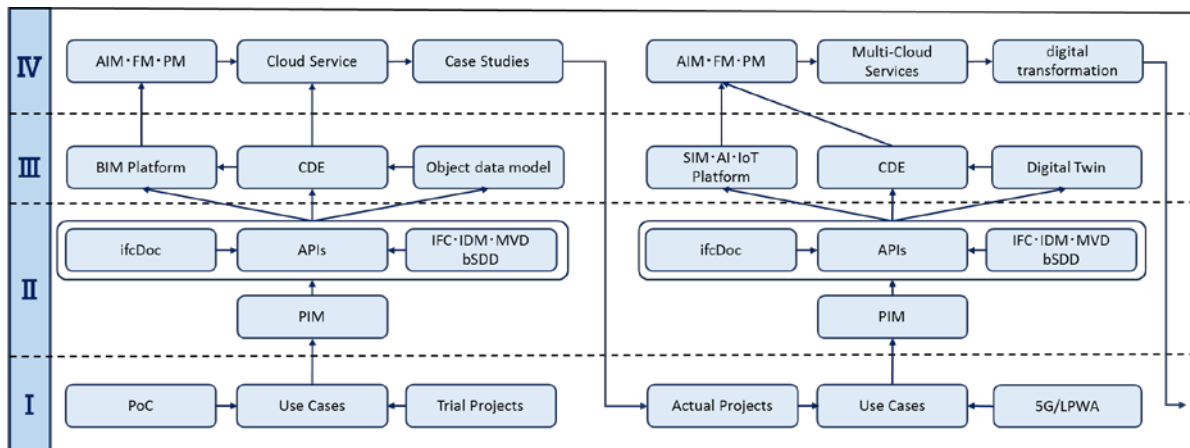 IV
AIM・FM・PM
Cloud Service
Case Studies
AIM・FM・PM
Multi-Cloud
Services
digital
transformation
III
BIM Platform
CDE
Object data model
SIM・AI・IoT
Platform
CDE
Digital Twin
II
ifcDoc
APIs
IFC・IDM・MVD
bSDD
ifcDoc
APIs
IFC・IDM・MVD
bSDD
PIM
PIM
I
PoC
Use Cases
Trial Projects
Actual Projects
Use Cases
5G/LPWA